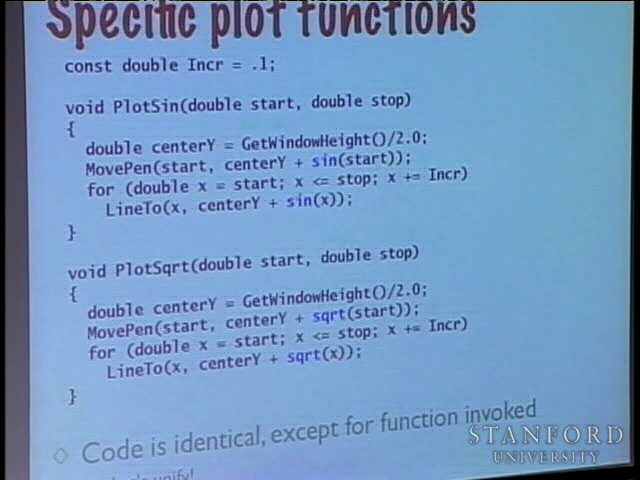 Specific plot functions
const double Incr = .1;
void PlotSin(double start, double stop)
{
double centerY = GetWindowHeight()/2.0;
MovePen(start, centerY + sin(start));
for (double x = start; x <= stop; x += Incr)
LineTo(x, centerY + sin(x));
}
void PlotSqrt(double start, double stop)
{
double centerY = GetWindowHeight()/2.0;
MovePen(start, centerY + sqrt(start));
for (double x = start; x <= stop; x += Incr)
LineTo(x, centerY + sqrt(x));
}
Code is identical, except for function invoked
unify!
STANFORD
UNIVERSITY